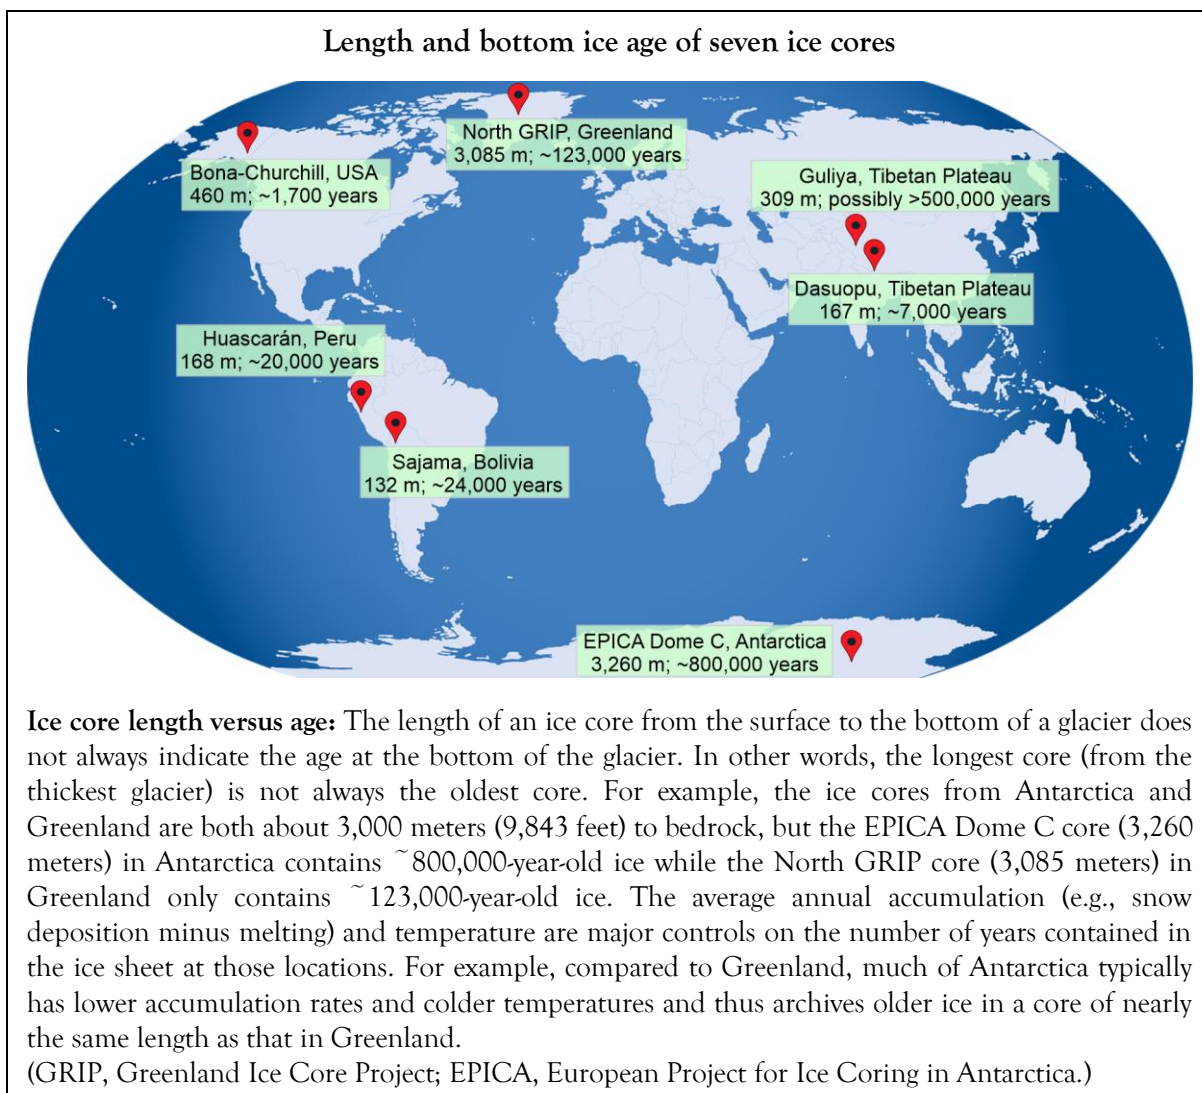 Length and bottom ice age of seven ice cores
North GRIP, Greenland
3,085 m; ~123,000 years
Bona-Churchill, USA
460 m; ~1,700 years
Guliya, Tibetan Plateau
309 m; possibly >500,000 years
Dasuopu, Tibetan Plateau
167 m; ~7,000 years
Huascarán, Peru
168 m; ~20,000 years
Sajama, Bolivia
132 m; ~24,000 years
EPICA Dome C, Antarctica
3,260 m; ~800,000 years
Ice core length versus age: The length of an ice core from the surface to the bottom of a glacier does
not always indicate the age at the bottom of the glacier. In other words, the longest core (from the
thickest glacier) is not always the oldest core. For example, the ice cores from Antarctica and
Greenland are both about 3,000 meters (9,843 feet) to bedrock, but the EPICA Dome C core (3,260
meters) in Antarctica contains ~800,000-year-old ice while the North GRIP core (3,085 meters) in
Greenland only contains ~123,000-year-old ice. The average annual accumulation (e.g., snow
deposition minus melting) and temperature are major controls on the number of years contained in
the ice sheet at those locations. For example, compared to Greenland, much of Antarctica typically
has lower accumulation rates and colder temperatures and thus archives older ice in a core of nearly
the same length as that in Greenland.
(GRIP, Greenland Ice Core Project; EPICA, European Project for Ice Coring in Antarctica.)